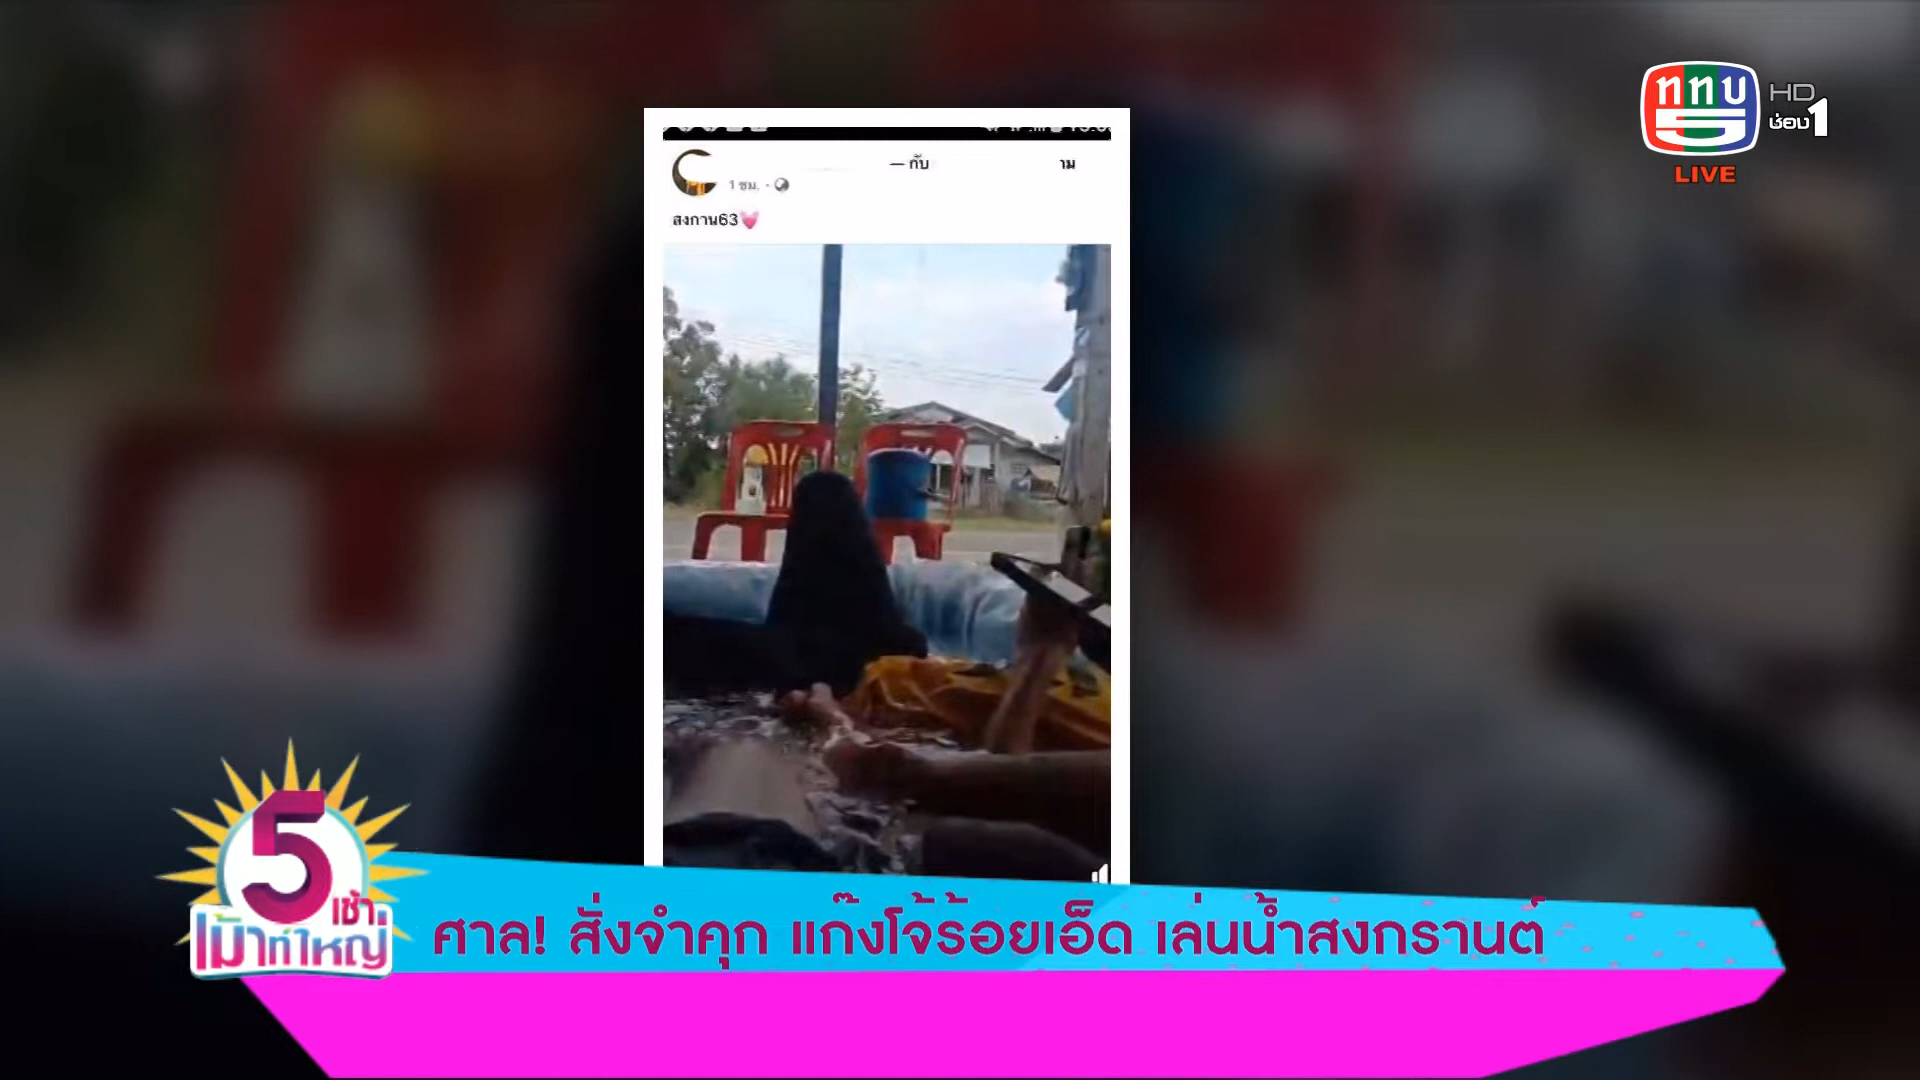 ททบ 5
HD
ช่อง 1
LIVE
— กับ
าม
1 ชม.
สงกาน63
5
เช้า
เม้าท์ใหญ่
ศาล! สั่งจำคุก แก๊งโจ้ร้อยเอ็ด เล่นน้ำสงกรานต์